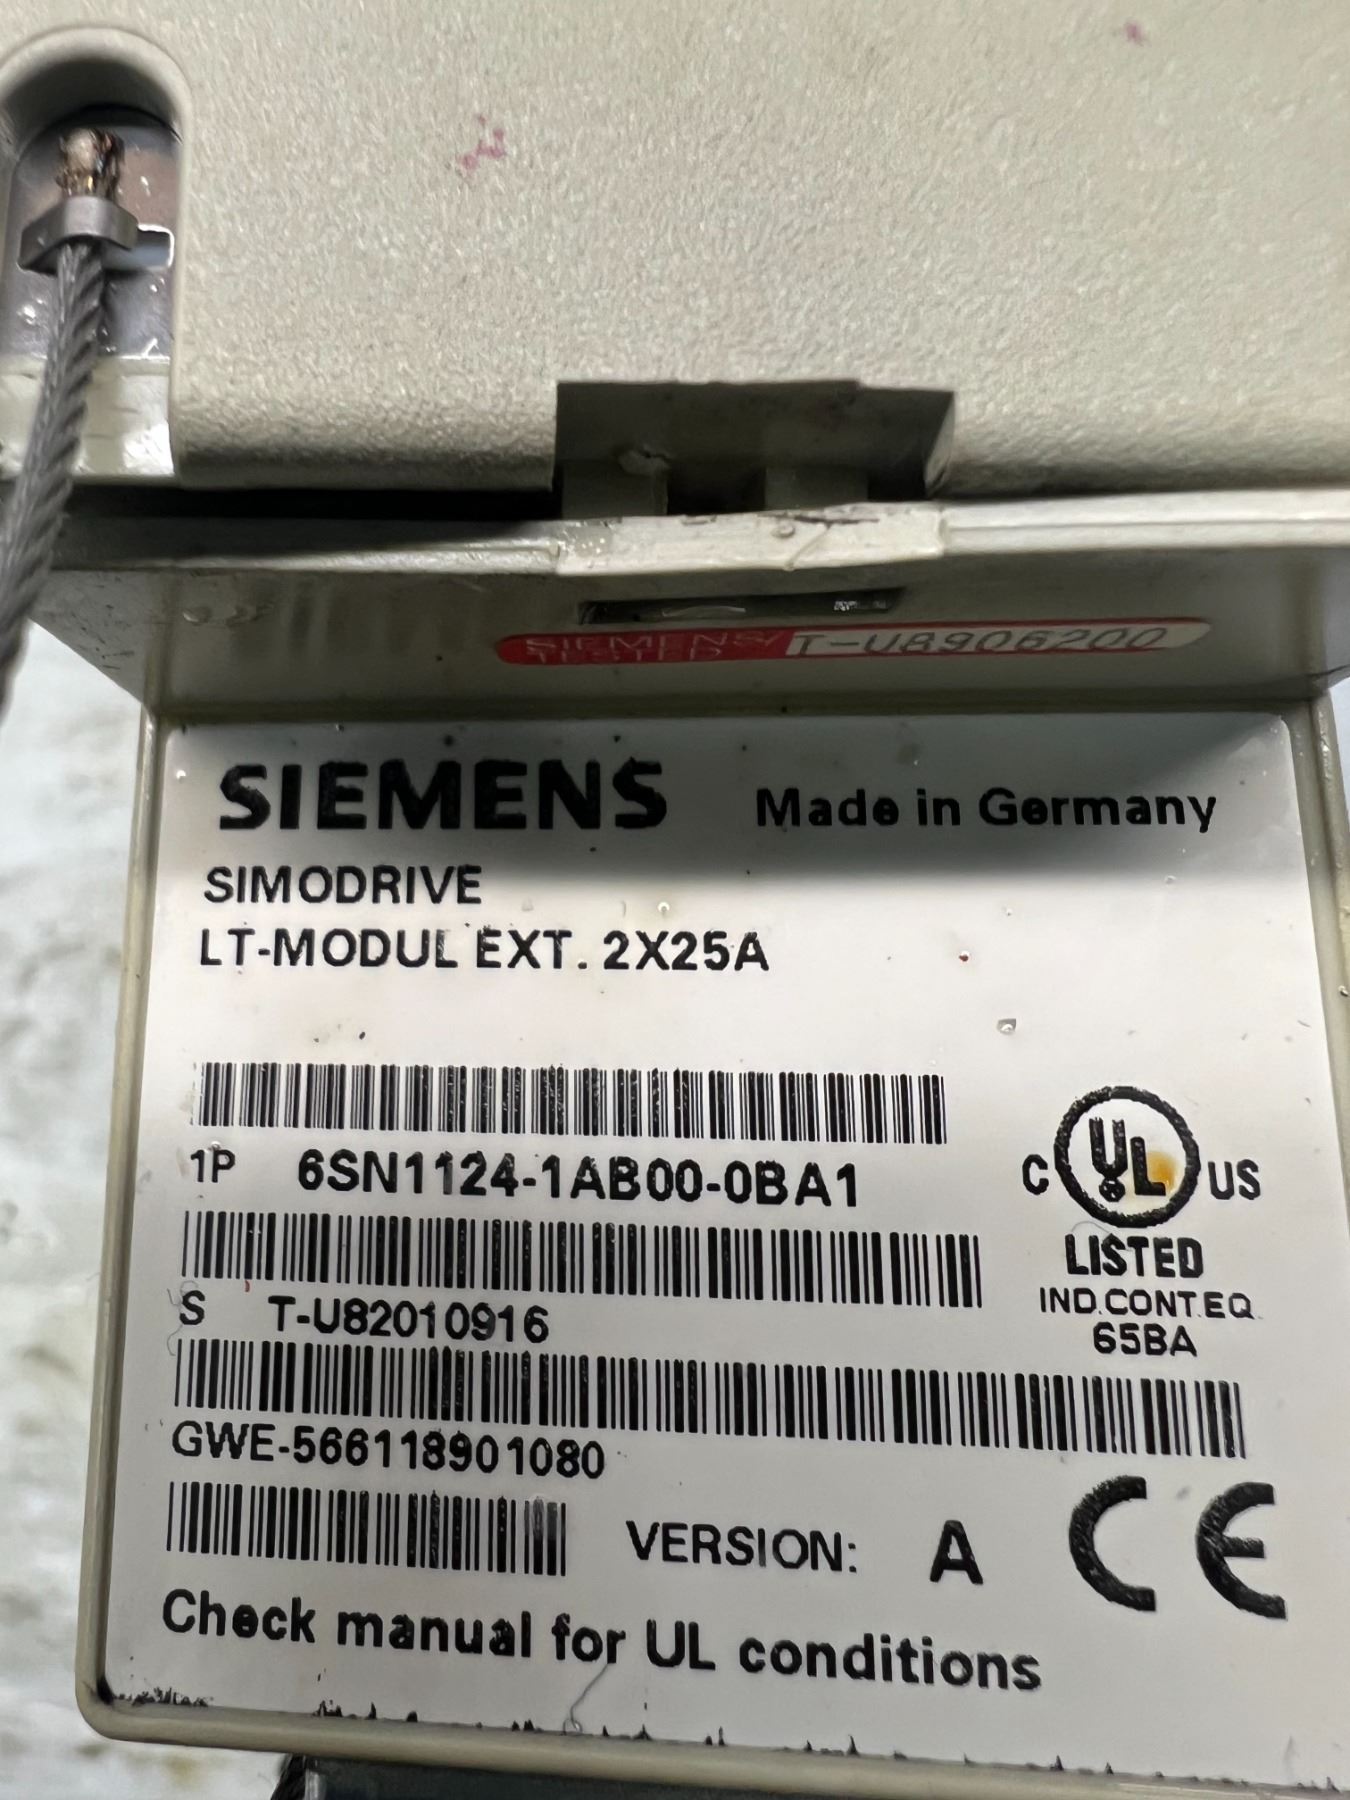 SIEMENS/ T-U8906200
TESTED
SIEMENS Made in Germany
SIMODRIVE
LT-MODUL EXT. 2X25A
1P 6SN1124-1AB00-0BA1
C UL US
LISTED
IND.CONT.EQ.
65BA
S T-U82010916
GWE-566118901080
VERSION: A CE
Check manual for UL conditions